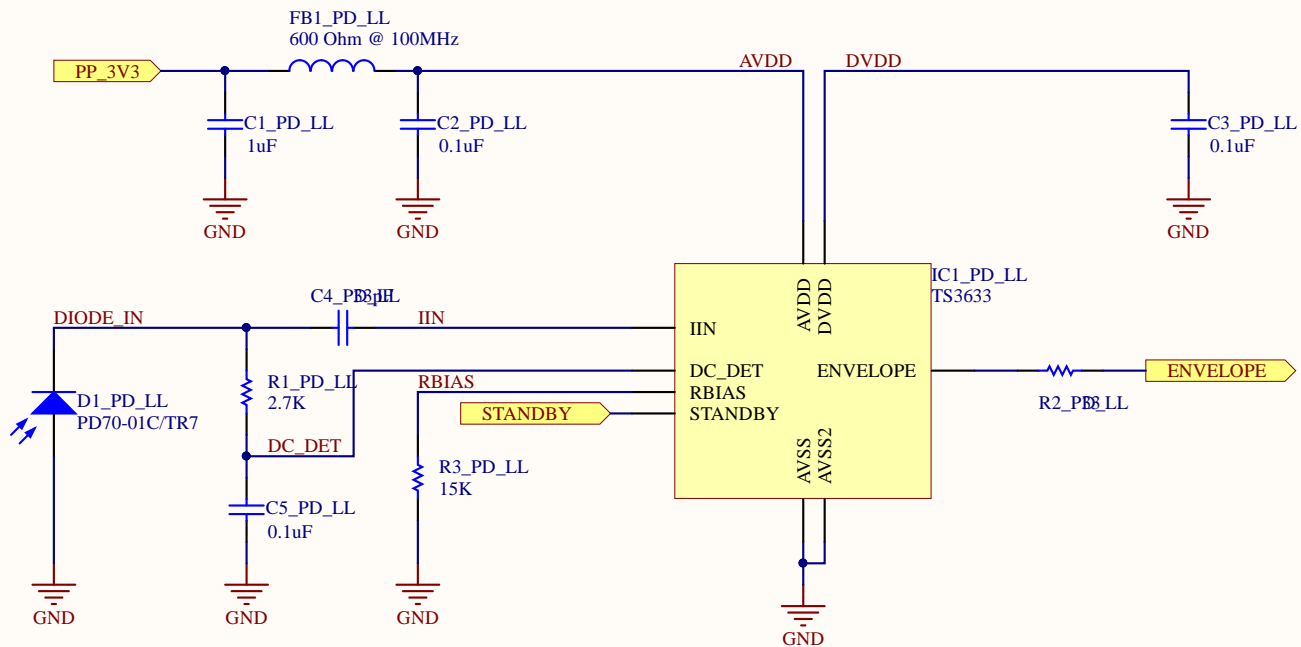 FB1_PD_LL
600 Ohm @ 100MHz
PP_3V3
AVDD
DVDD
C1_PD_LL
1uF
C2_PD_LL
0.1uF
C3_PD_LL
0.1uF
GND
GND
GND
IC1_PD_LL
TS3633
AVDD
DVDD
C4_PD_LL
DIODE_IN
IIN
IIN
DC_DET
ENVELOPE
ENVELOPE
R1_PD_LL
2.7K
RBIAS
RBIAS
D1_PD_LL
PD70-01C/TR7
STANDBY
STANDBY
R2_PD_LL
DC_DET
AVSS
AVSS2
R3_PD_LL
15K
C5_PD_LL
0.1uF
GND
GND
GND
GND